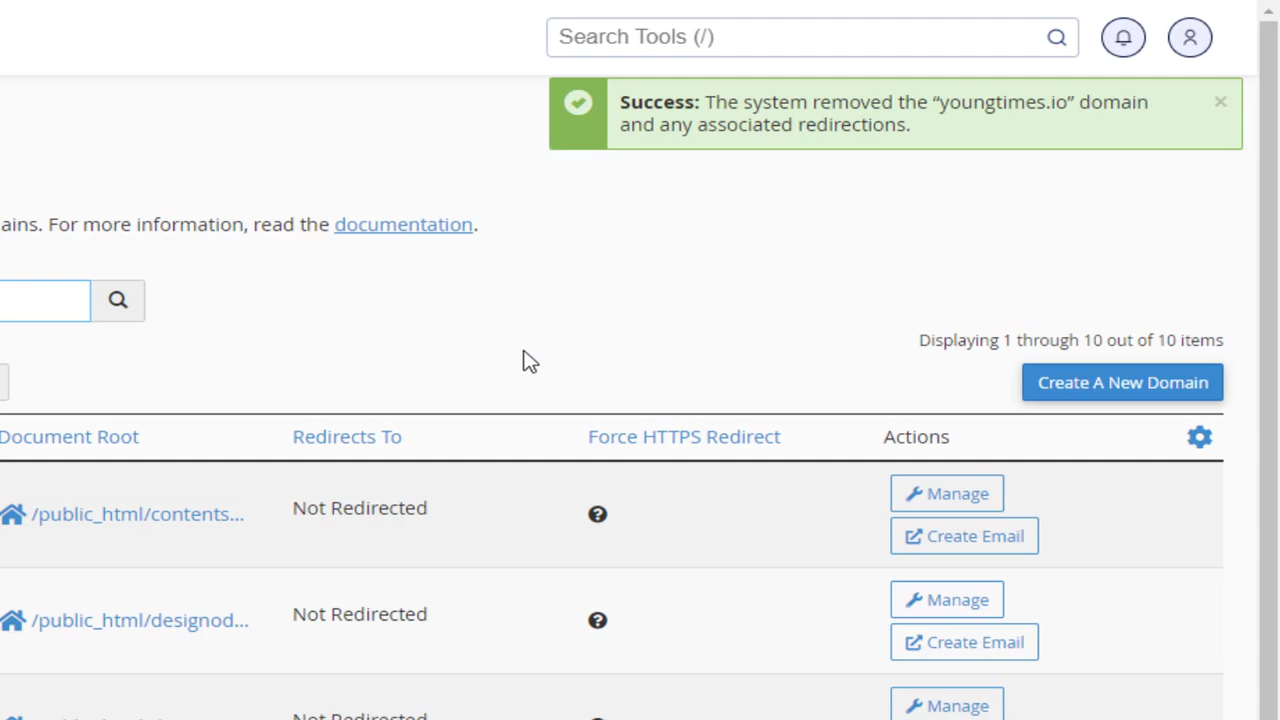 Search Tools (/)
Success: The system removed the “youngtimes.io” domain
and any associated redirections.
ains. For more information, read the documentation.
Displaying 1 through 10 out of 10 items
Create A New Domain
Document Root Redirects To Force HTTPS Redirect Actions
/public_html/contents... Not Redirected Manage
Create Email
/public_html/designod... Not Redirected Manage
Create Email
Not Redirected Manage